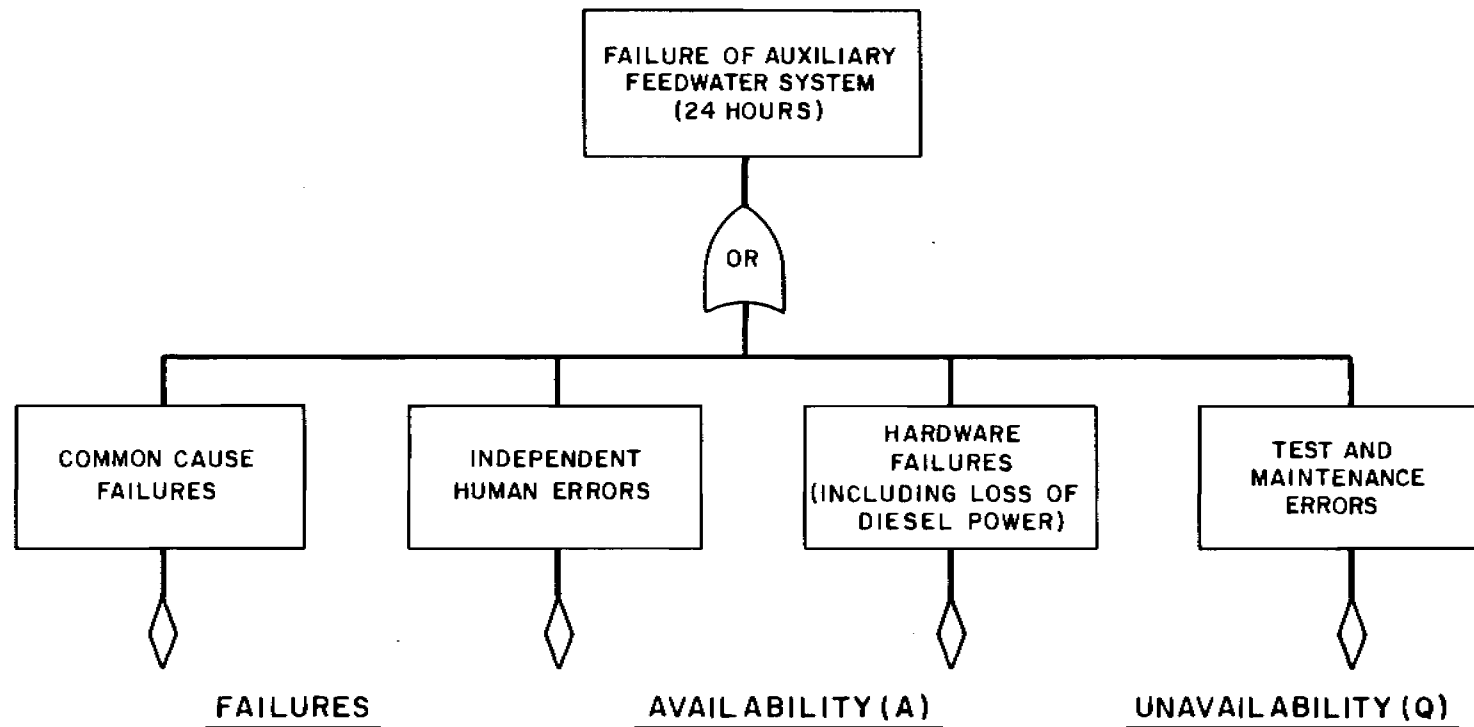 FAILURE OF AUXILIARY
FEEDWATER SYSTEM
(24 HOURS)
OR
COMMON CAUSE
FAILURES
INDEPENDENT
HUMAN ERRORS
HARDWARE
FAILURES
(INCLUDING LOSS OF
DIESEL POWER)
TEST AND
MAINTENANCE
ERRORS
FAILURES
AVAILABILITY (A)
UNAVAILABILITY (Q)